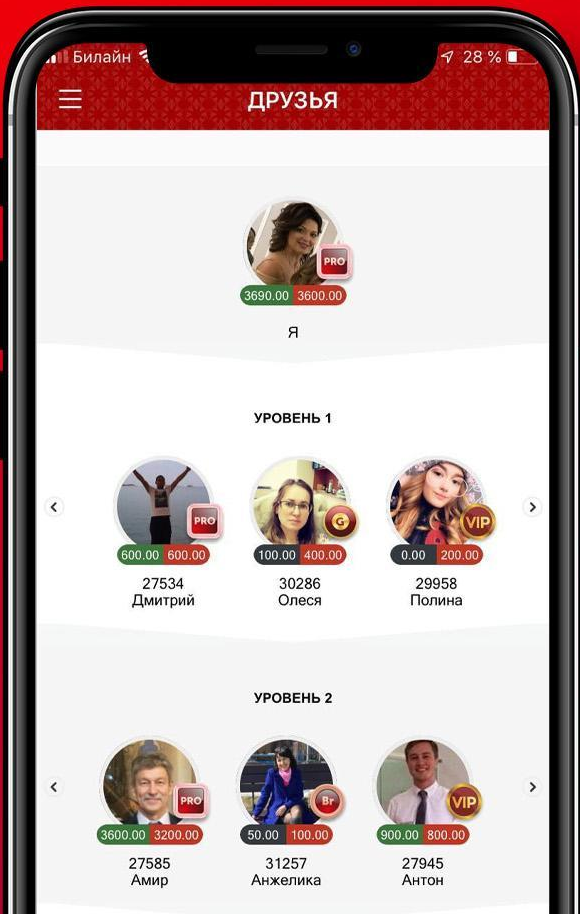 Билайн 28 %
ДРУЗЬЯ
PRO
3690.00 3600.00
Я
УРОВЕНЬ 1
PRO G VIP
600.00 600.00 100.00 400.00 0.00 200.00
27534 30286 29958
Дмитрий Олеся Полина
УРОВЕНЬ 2
PRO Br VIP
3600.00 3200.00 50.00 100.00 900.00 800.00
27585 31257 27945
Амир Анжелика Антон